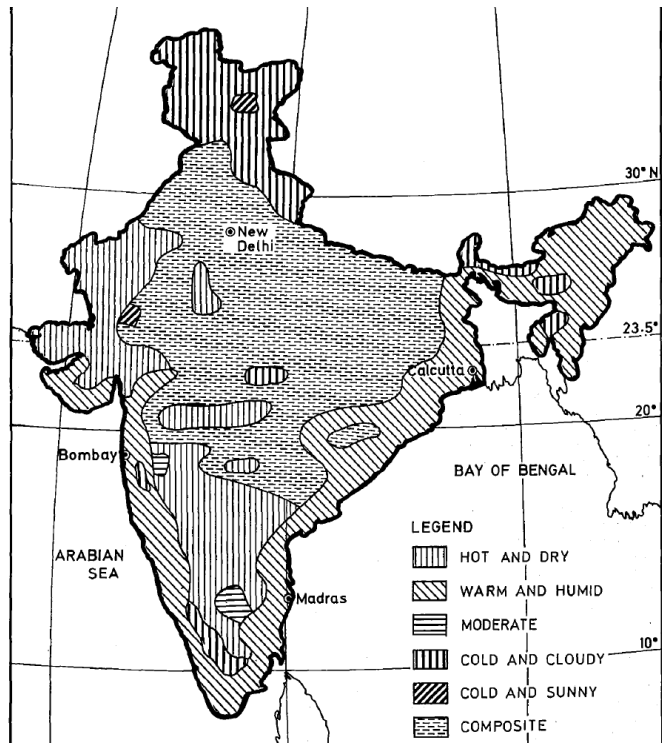 30° N
New
Delhi
23.5°
Calcutta
20°
Bombay
BAY OF BENGAL
LEGEND
ARABIAN
SEA
HOT AND DRY
WARM AND HUMID
Madras
MODERATE
10°
COLD AND CLOUDY
COLD AND SUNNY
COMPOSITE